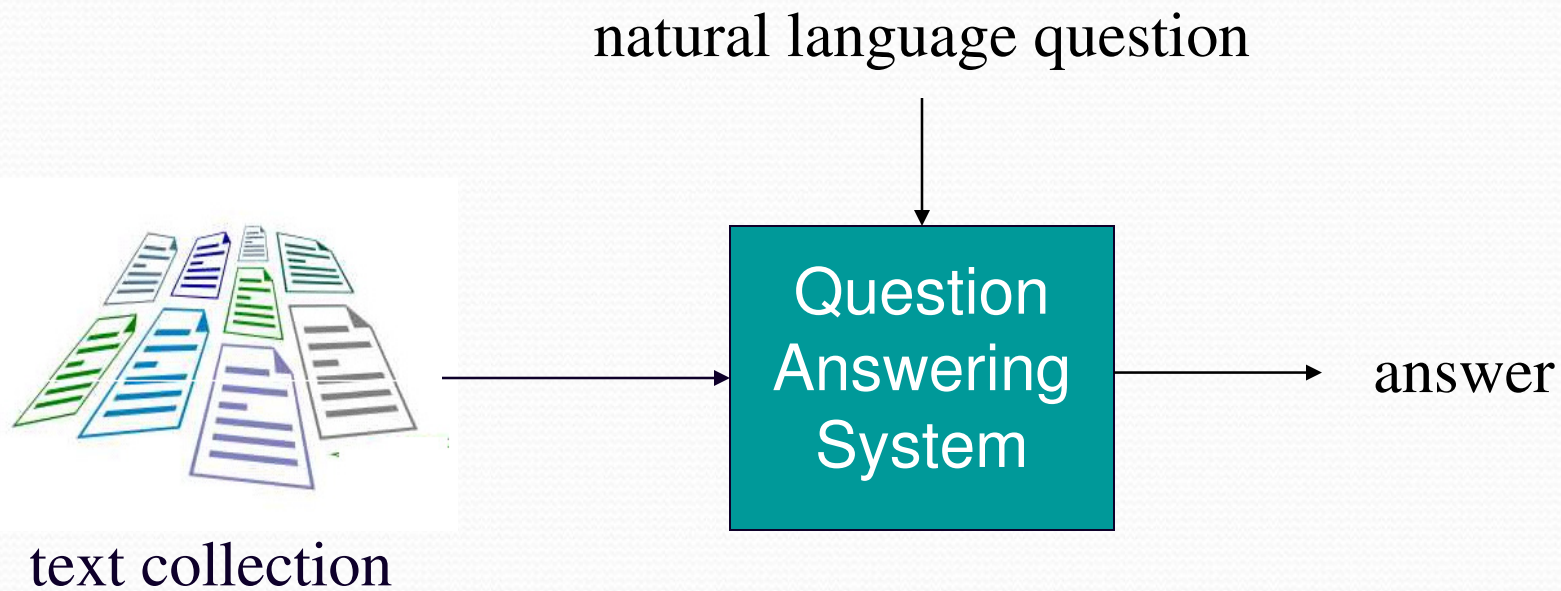 natural language question
Question
Answering
System
answer
text collection